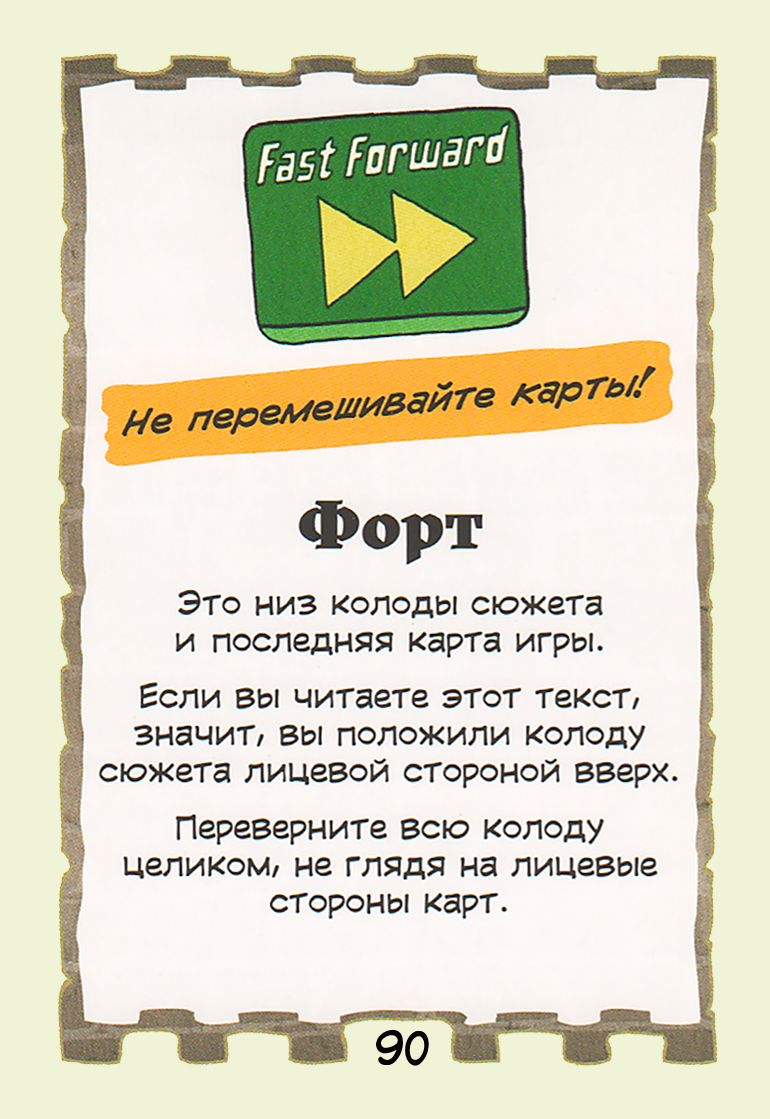 Fast Forward
Не перемешивайте карты!
Форт
Это низ колоды сюжета
и последняя карта игры.
Если вы читаете этот текст,
значит, вы положили колоду
сюжета лицевой стороной вверх.
Переверните всю колоду
целиком, не глядя на лицевые
стороны карт.
90